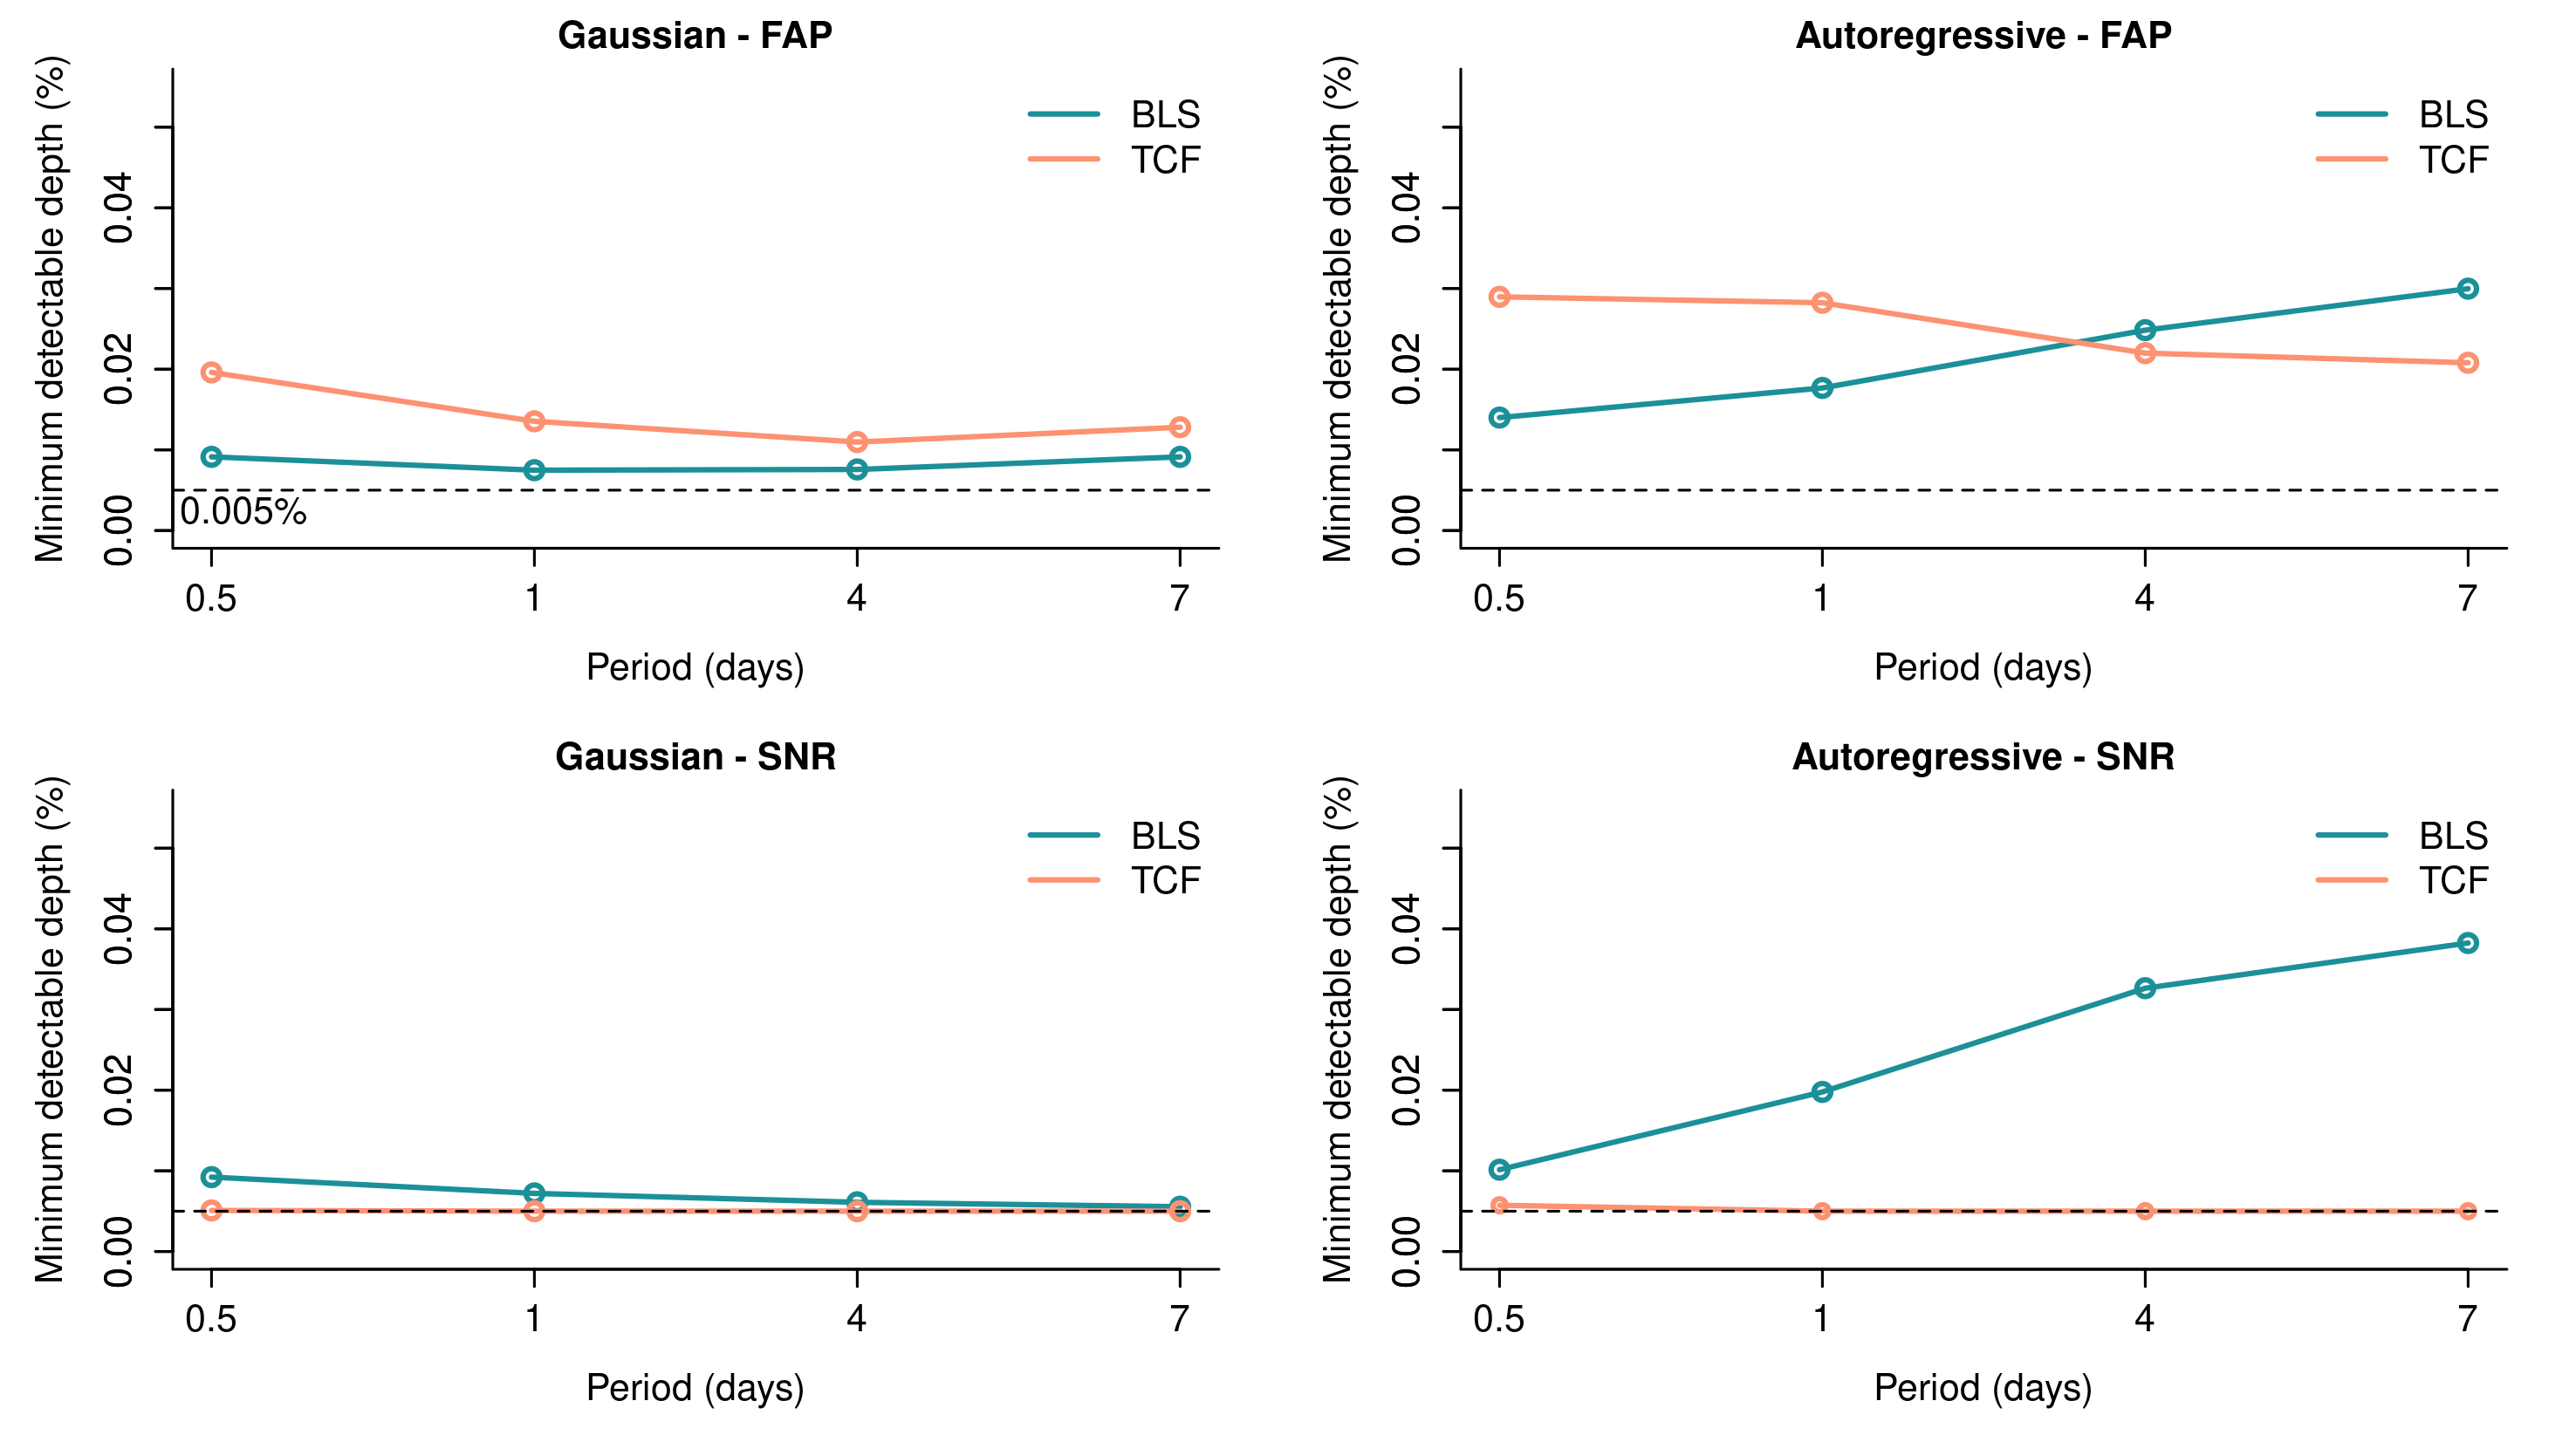 Gaussian - FAP
Minimum detectable depth (%)
0.00
0.02
0.04
BLS
TCF
0.005%
0.5 1 4 7
Period (days)
Autoregressive - FAP
Minimum detectable depth (%)
0.00
0.02
0.04
BLS
TCF
0.5 1 4 7
Period (days)
Gaussian - SNR
Minimum detectable depth (%)
0.00
0.02
0.04
BLS
TCF
0.5 1 4 7
Period (days)
Autoregressive - SNR
Minimum detectable depth (%)
0.00
0.02
0.04
BLS
TCF
0.5 1 4 7
Period (days)